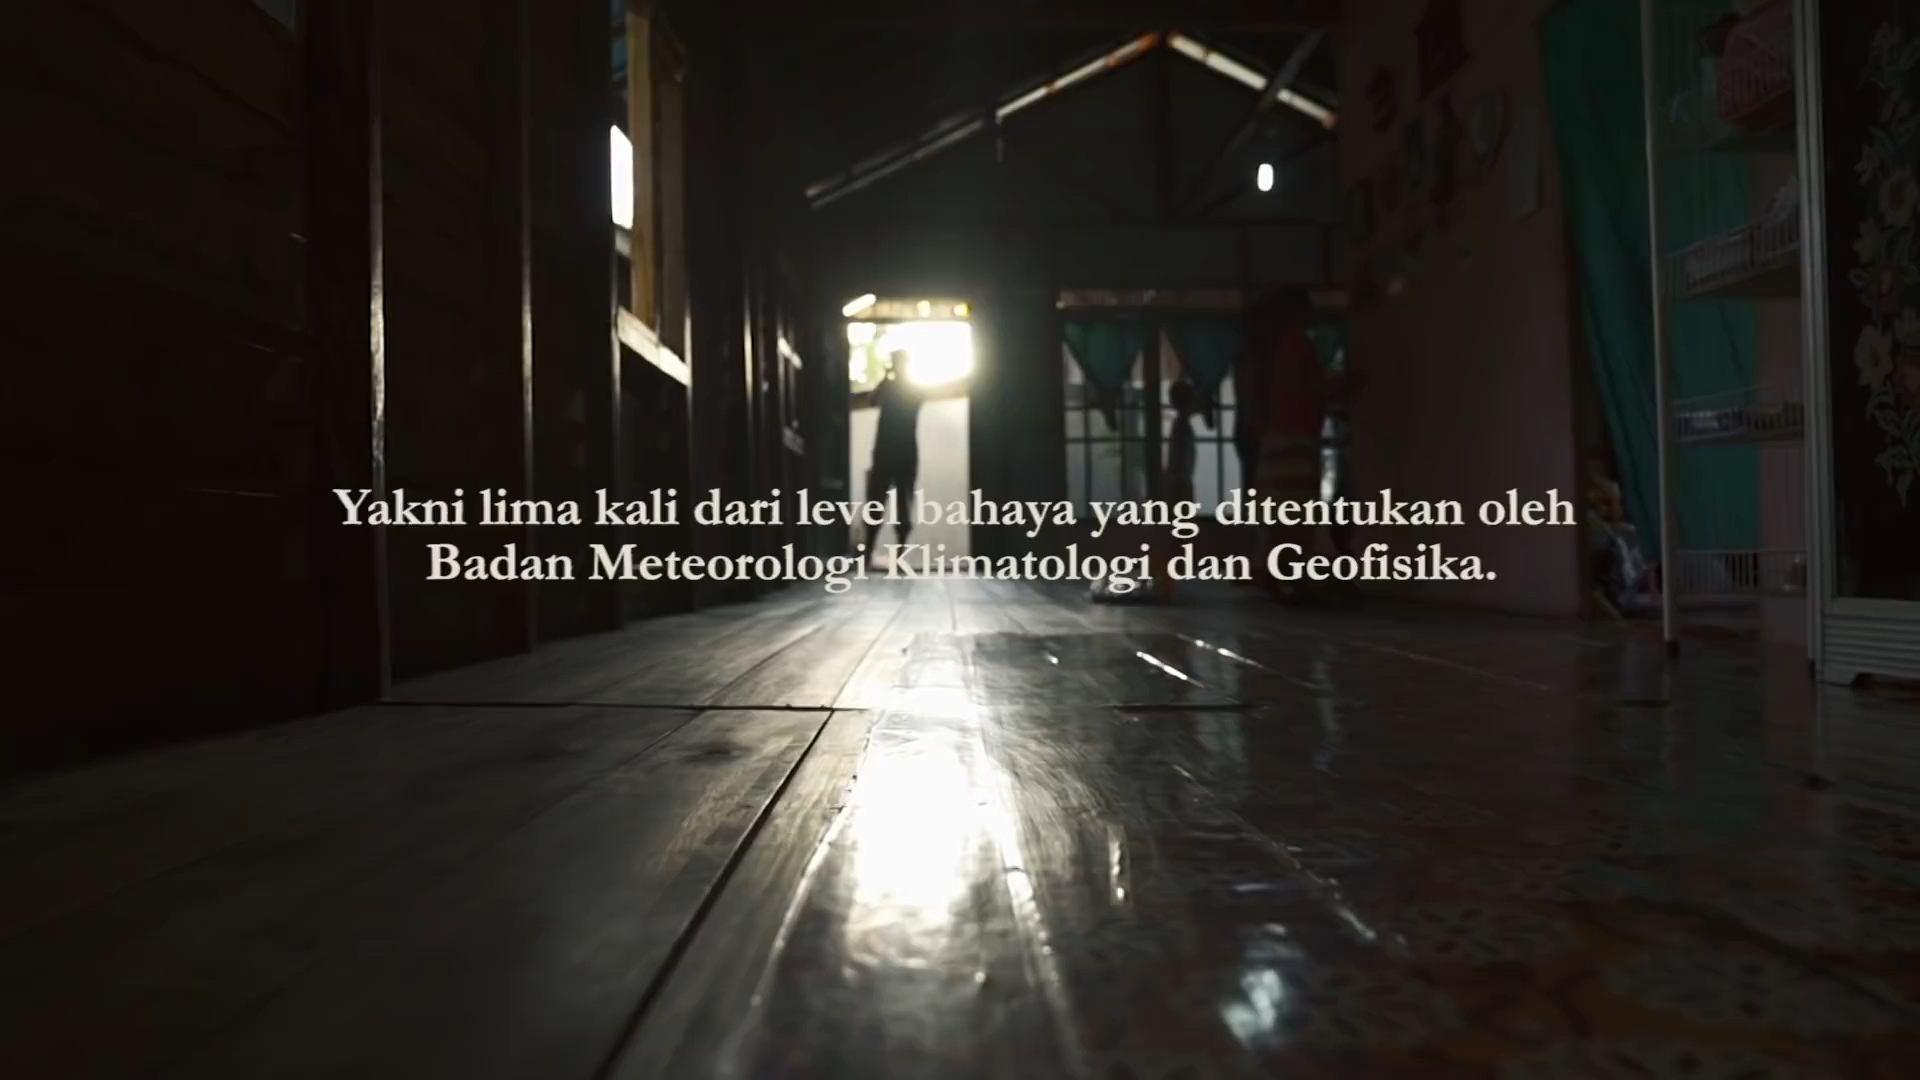 Yakni lima kali dari level bahaya yang ditentukan oleh
Badan Meteorologi Klimatologi dan Geofisika.